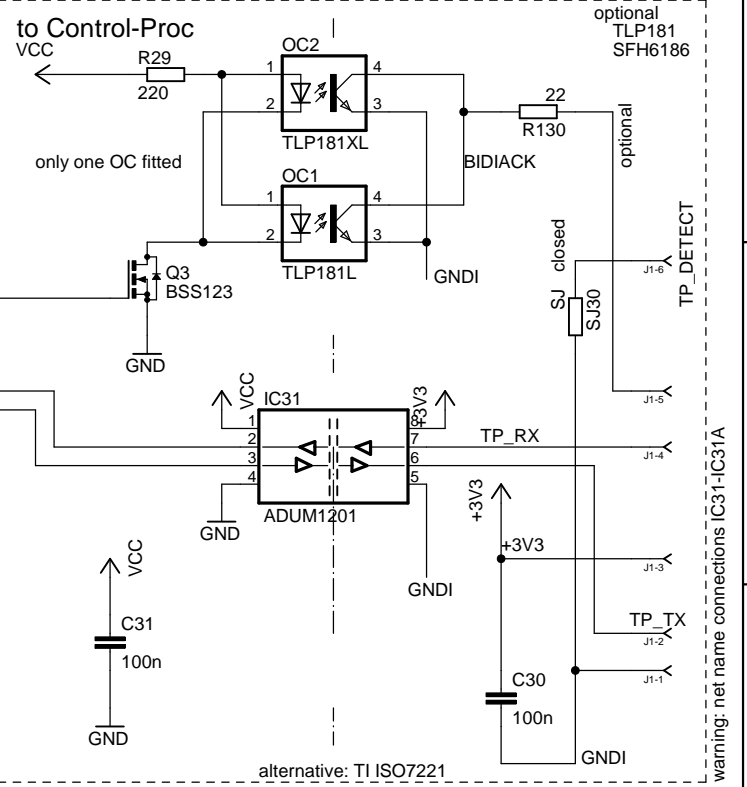 to Control-Proc
optional
TLP181
SFH6186
VCC
R29
220
OC2
1
2
4
3
TLP181XL
22
R130
optional
only one OC fitted
BIDIACK
OC1
1
2
4
3
TLP181L
GNDI
closed
SJ
SJ30
J1-6
TP_DETECT
Q3
BSS123
GND
VCC
IC31
+3V3
1
2
3
4
8
7
6
5
TP_RX
J1-5
J1-4
ADUM1201
GND
GNDI
+3V3
+3V3
J1-3
VCC
TP_TX
J1-2
C31
100n
J1-1
C30
100n
GND
GNDI
alternative: TI ISO7221
warning: net name connections IC31-IC31A